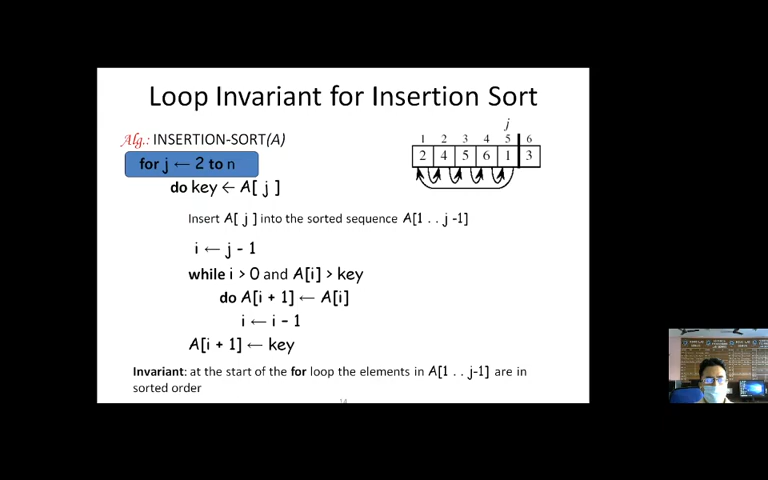 Loop Invariant for Insertion Sort
Alg.: INSERTION-SORT(A)
for j ← 2 to n
do key ← A[ j ]
Insert A[ j ] into the sorted sequence A[1 . . j -1]
i ← j - 1
while i > 0 and A[i] > key
do A[i + 1] ← A[i]
i ← i - 1
A[i + 1] ← key
j
1 2 3 4 5 6
2 4 5 6 1 3
Invariant: at the start of the for loop the elements in A[1 . . j-1] are in
sorted order
14